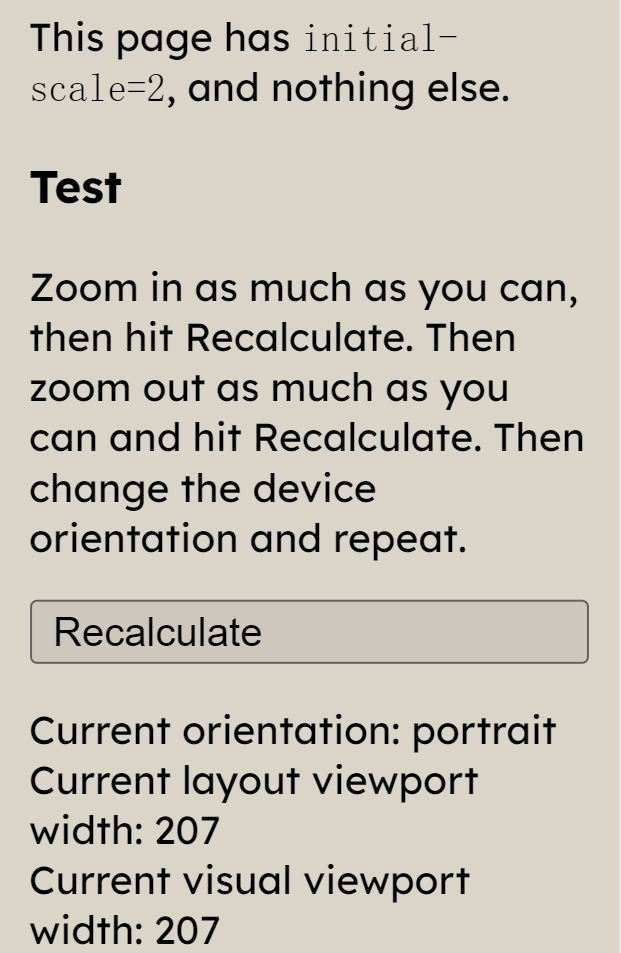 This page has initial-
scale=2, and nothing else.
Test
Zoom in as much as you can,
then hit Recalculate. Then
zoom out as much as you
can and hit Recalculate. Then
change the device
orientation and repeat.
Recalculate
Current orientation: portrait
Current layout viewport
width: 207
Current visual viewport
width: 207